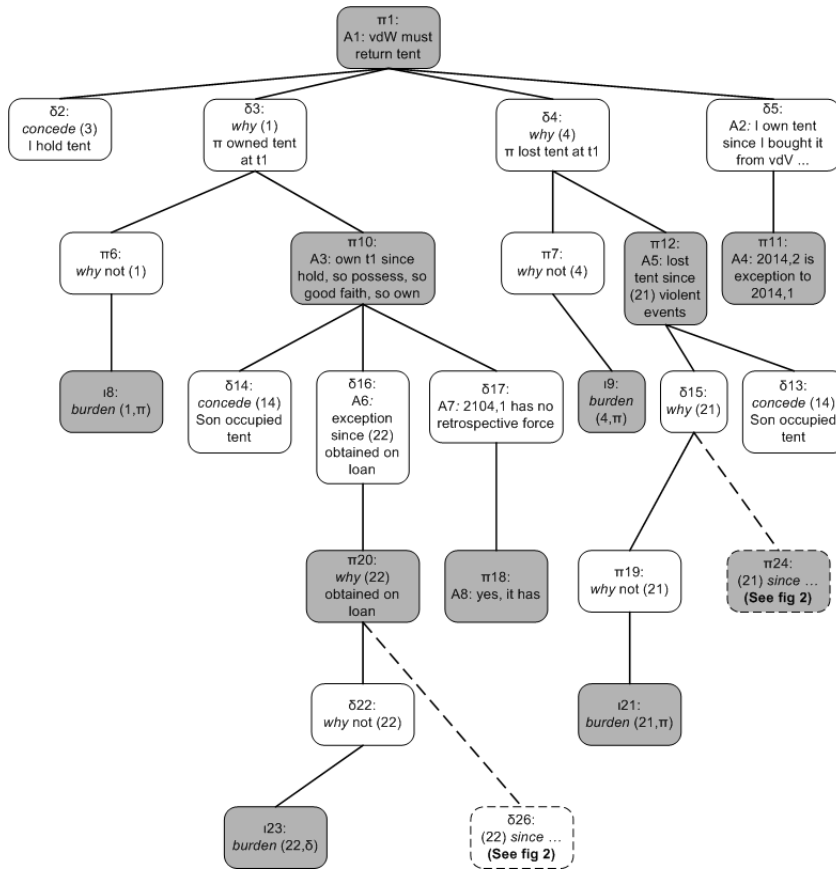 π1:
A1: vdW must
return tent
δ2:
concede (3)
I hold tent
δ3:
why (1)
π owned tent
at t1
δ4:
why (4)
π lost tent at t1
δ5:
A2: I own tent
since I bought it
from vdV ...
π6:
why not (1)
π10:
A3: own t1 since
hold, so possess, so
good faith, so own
π7:
why not (4)
π12:
A5: lost
tent since
(21) violent
events
π11:
A4: 2014,2 is
exception to
2014,1
ι8:
burden (1,π)
δ14:
concede (14)
Son occupied
tent
δ16:
A6:
exception
since (22)
obtained on
loan
δ17:
A7: 2104,1 has no
retrospective force
ι9:
burden
(4,π)
δ15:
why (21)
δ13:
concede (14)
Son occupied
tent
π20:
why (22)
obtained on
loan
π18:
A8: yes, it has
π19:
why not (21)
π24:
(21) since ...
(See fig 2)
δ22:
why not (22)
ι21:
burden (21,π)
ι23:
burden (22,δ)
δ26:
(22) since ...
(See fig 2)